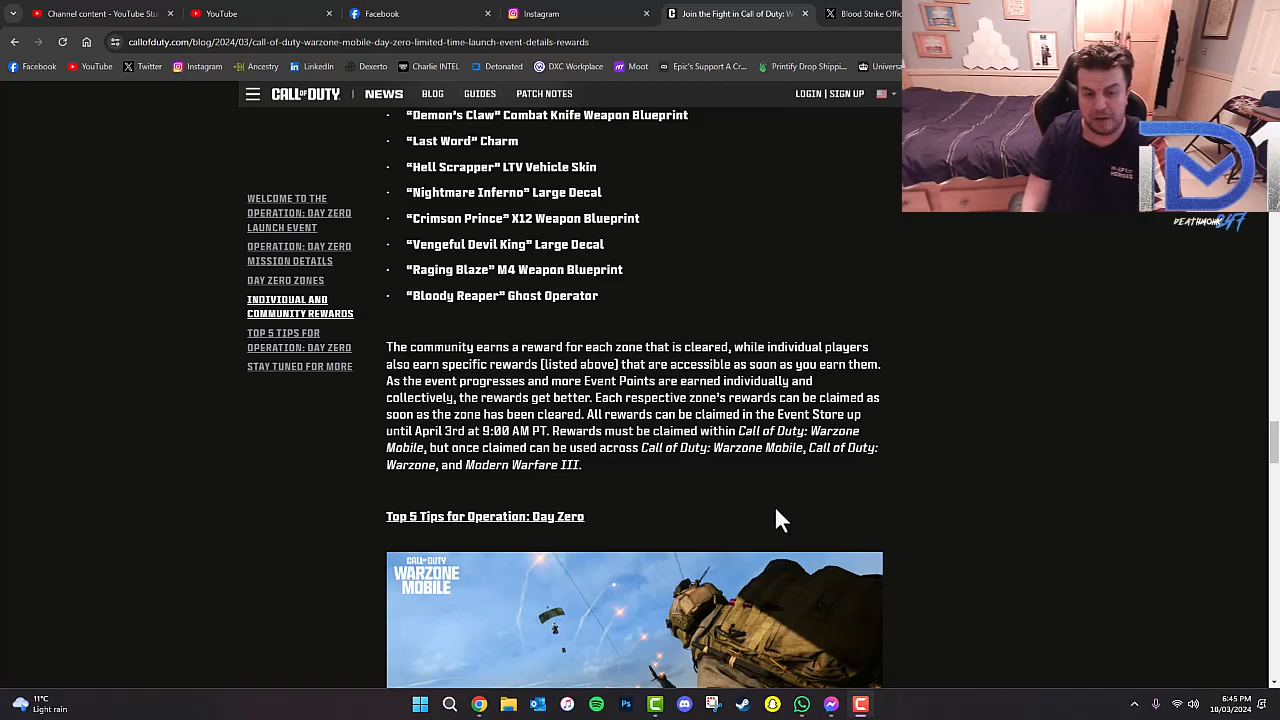 Channel content - YouTube Stu
YouTube
Facebook
Instagram
Join the Fight in Call of Duty: W
Blood Strike Offi
callofduty.com/blog/2024/03/call-of-duty-warzone-mobile-day-zero-limited-time-launch-event-details-rewards
Facebook
YouTube
Twitter
Instagram
Ancestry
LinkedIn
Dexerto
Charlie INTEL
Detonated
DXC Workplace
Moot
Epic's Support A Cr...
Printify Drop Shippi...
Univers
CALL OF DUTY
NEWS
BLOG
GUIDES
PATCH NOTES
LOGIN | SIGN UP
· “Demon’s Claw” Combat Knife Weapon Blueprint
· “Last Word” Charm
· “Hell Scrapper” LTV Vehicle Skin
· “Nightmare Inferno” Large Decal
· “Crimson Prince” X12 Weapon Blueprint
· “Vengeful Devil King” Large Decal
· “Raging Blaze” M4 Weapon Blueprint
· “Bloody Reaper” Ghost Operator
WELCOME TO THE
OPERATION: DAY ZERO
LAUNCH EVENT
OPERATION: DAY ZERO
MISSION DETAILS
DAY ZERO ZONES
INDIVIDUAL AND
COMMUNITY REWARDS
TOP 5 TIPS FOR
OPERATION: DAY ZERO
STAY TUNED FOR MORE
The community earns a reward for each zone that is cleared, while individual players
also earn specific rewards [listed above] that are accessible as soon as you earn them.
As the event progresses and more Event Points are earned individually and
collectively, the rewards get better. Each respective zone’s rewards can be claimed as
soon as the zone has been cleared. All rewards can be claimed in the Event Store up
until April 3rd at 9:00 AM PT. Rewards must be claimed within Call of Duty: Warzone
Mobile, but once claimed can be used across Call of Duty: Warzone Mobile, Call of Duty:
Warzone, and Modern Warfare III.
Top 5 Tips for Operation: Day Zero
CALL OF DUTY
WARZONE
MOBILE
DM
DEATHMONK 247
HELP for
HEROES
11°C
Light rain
6:45 PM
18/03/2024